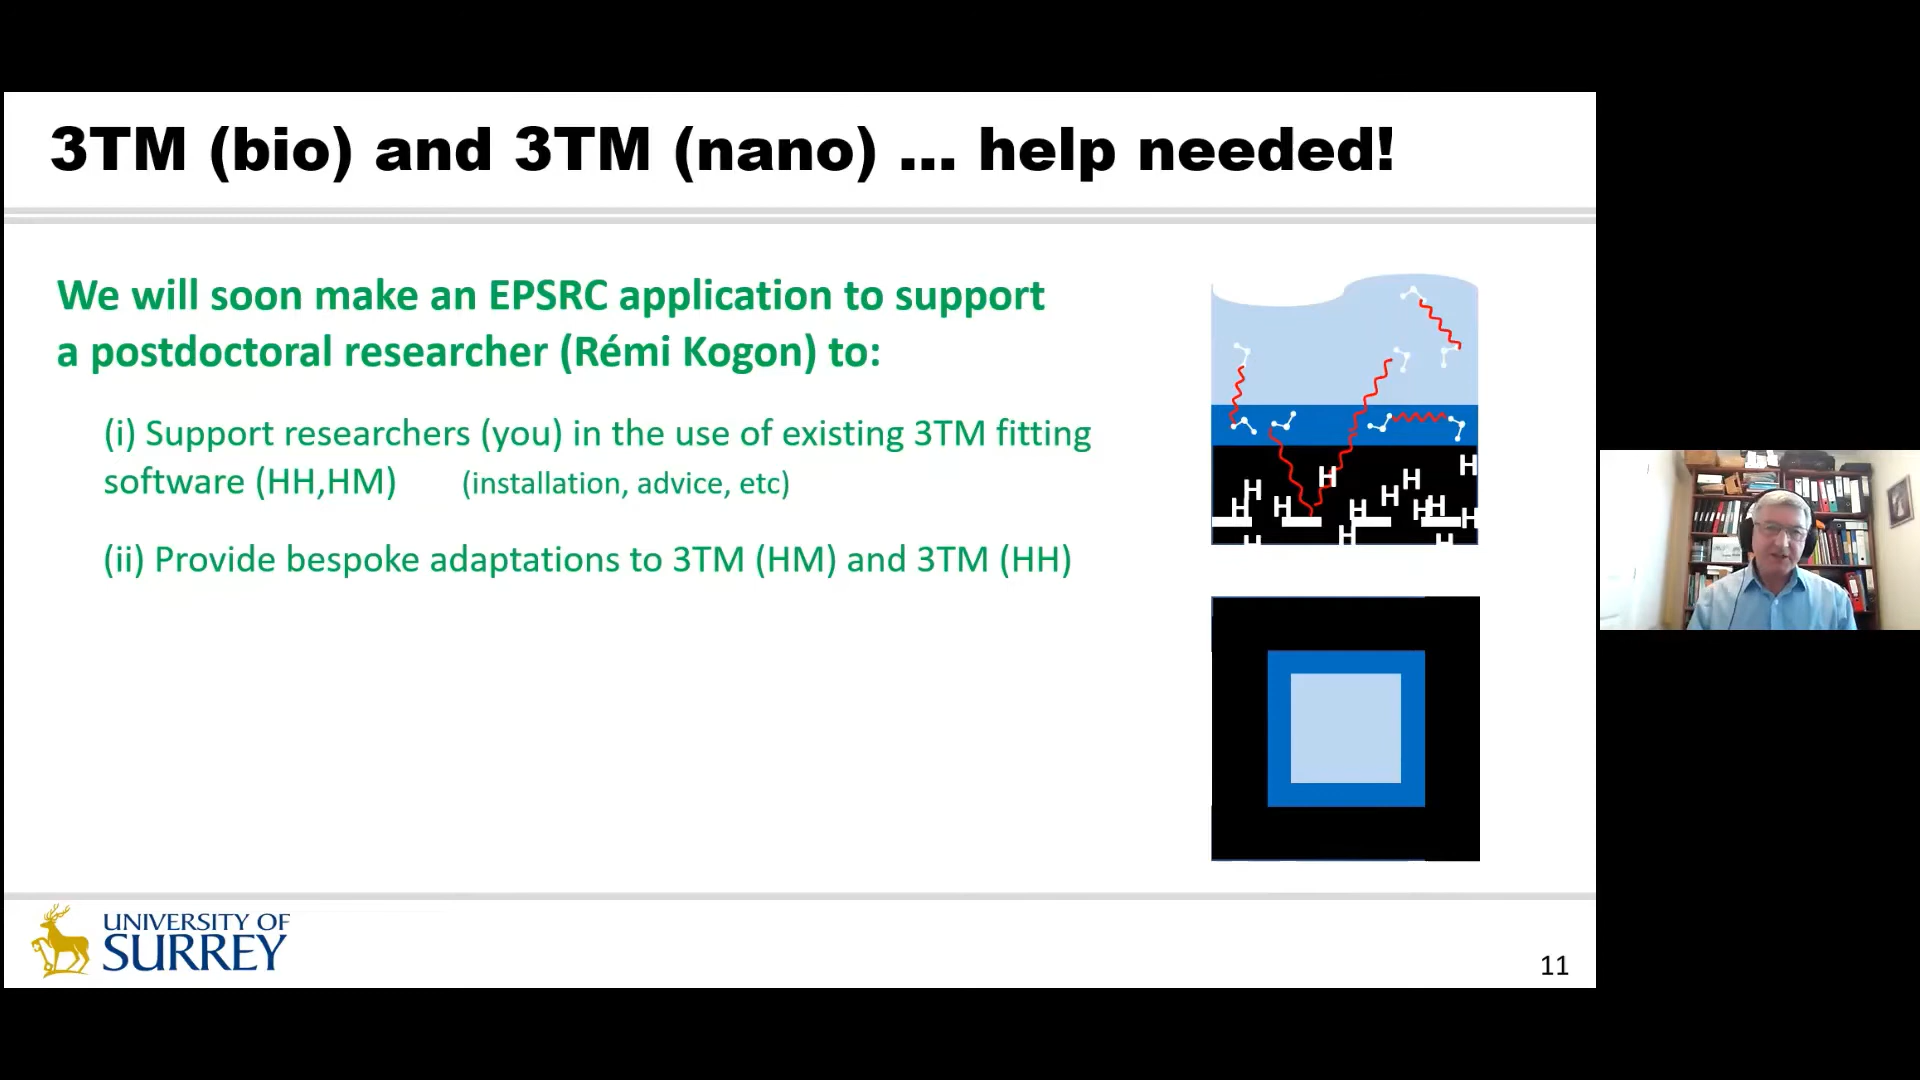 3TM (bio) and 3TM (nano) ... help needed!
We will soon make an EPSRC application to support
a postdoctoral researcher (Rémi Kogon) to:
(i) Support researchers (you) in the use of existing 3TM fitting
software (HH,HM) (installation, advice, etc)
(ii) Provide bespoke adaptations to 3TM (HM) and 3TM (HH)
H
H
H
H
H
H
H
H
H
H
H
H
H
H
UNIVERSITY OF
SURREY
11